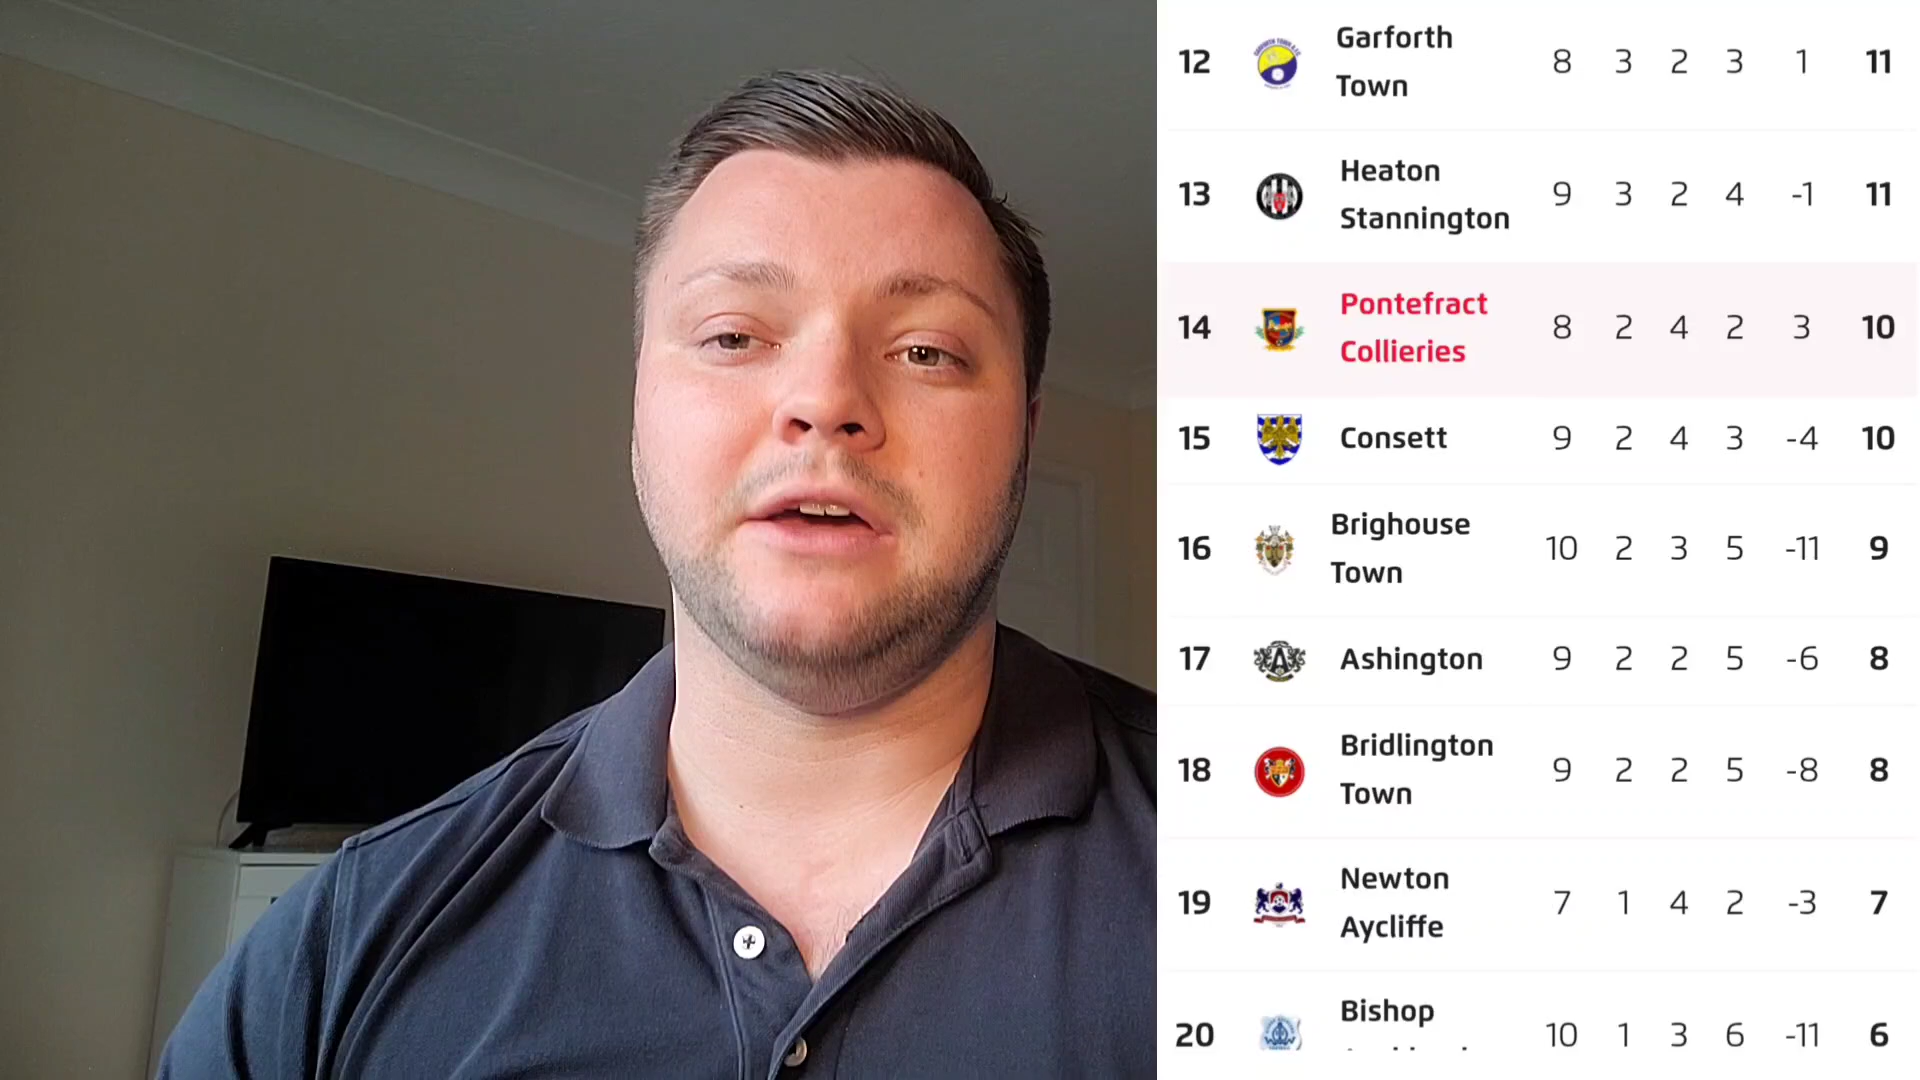 12 Garforth Town 8 3 2 3 1 11
13 Heaton Stannington 9 3 2 4 -1 11
14 Pontefract Collieries 8 2 4 2 3 10
15 Consett 9 2 4 3 -4 10
16 Brighouse Town 10 2 3 5 -11 9
17 Ashington 9 2 2 5 -6 8
18 Bridlington Town 9 2 2 5 -8 8
19 Newton Aycliffe 7 1 4 2 -3 7
20 Bishop 10 1 3 6 -11 6